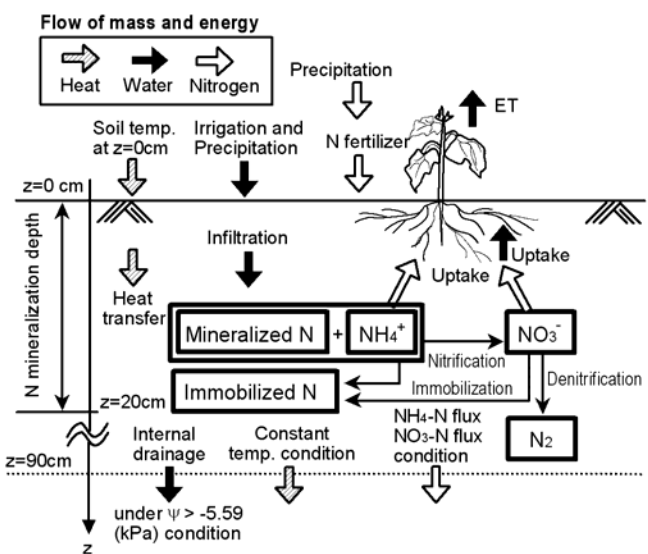 Flow of mass and energy
Heat Water Nitrogen
Precipitation
ET
Soil temp.
at z=0cm
Irrigation and
Precipitation
N fertilizer
z=0 cm
N mineralization depth
Infiltration
Uptake
Uptake
Heat
transfer
Mineralized N + NH₄⁺
NO₃⁻
Nitrification
Immobilized N
Immobilization
Denitrification
z=20cm
NH₄-N flux
NO₃-N flux
condition
N₂
Internal
drainage
Constant
temp. condition
z=90cm
under ψ > -5.59
(kPa) condition
z